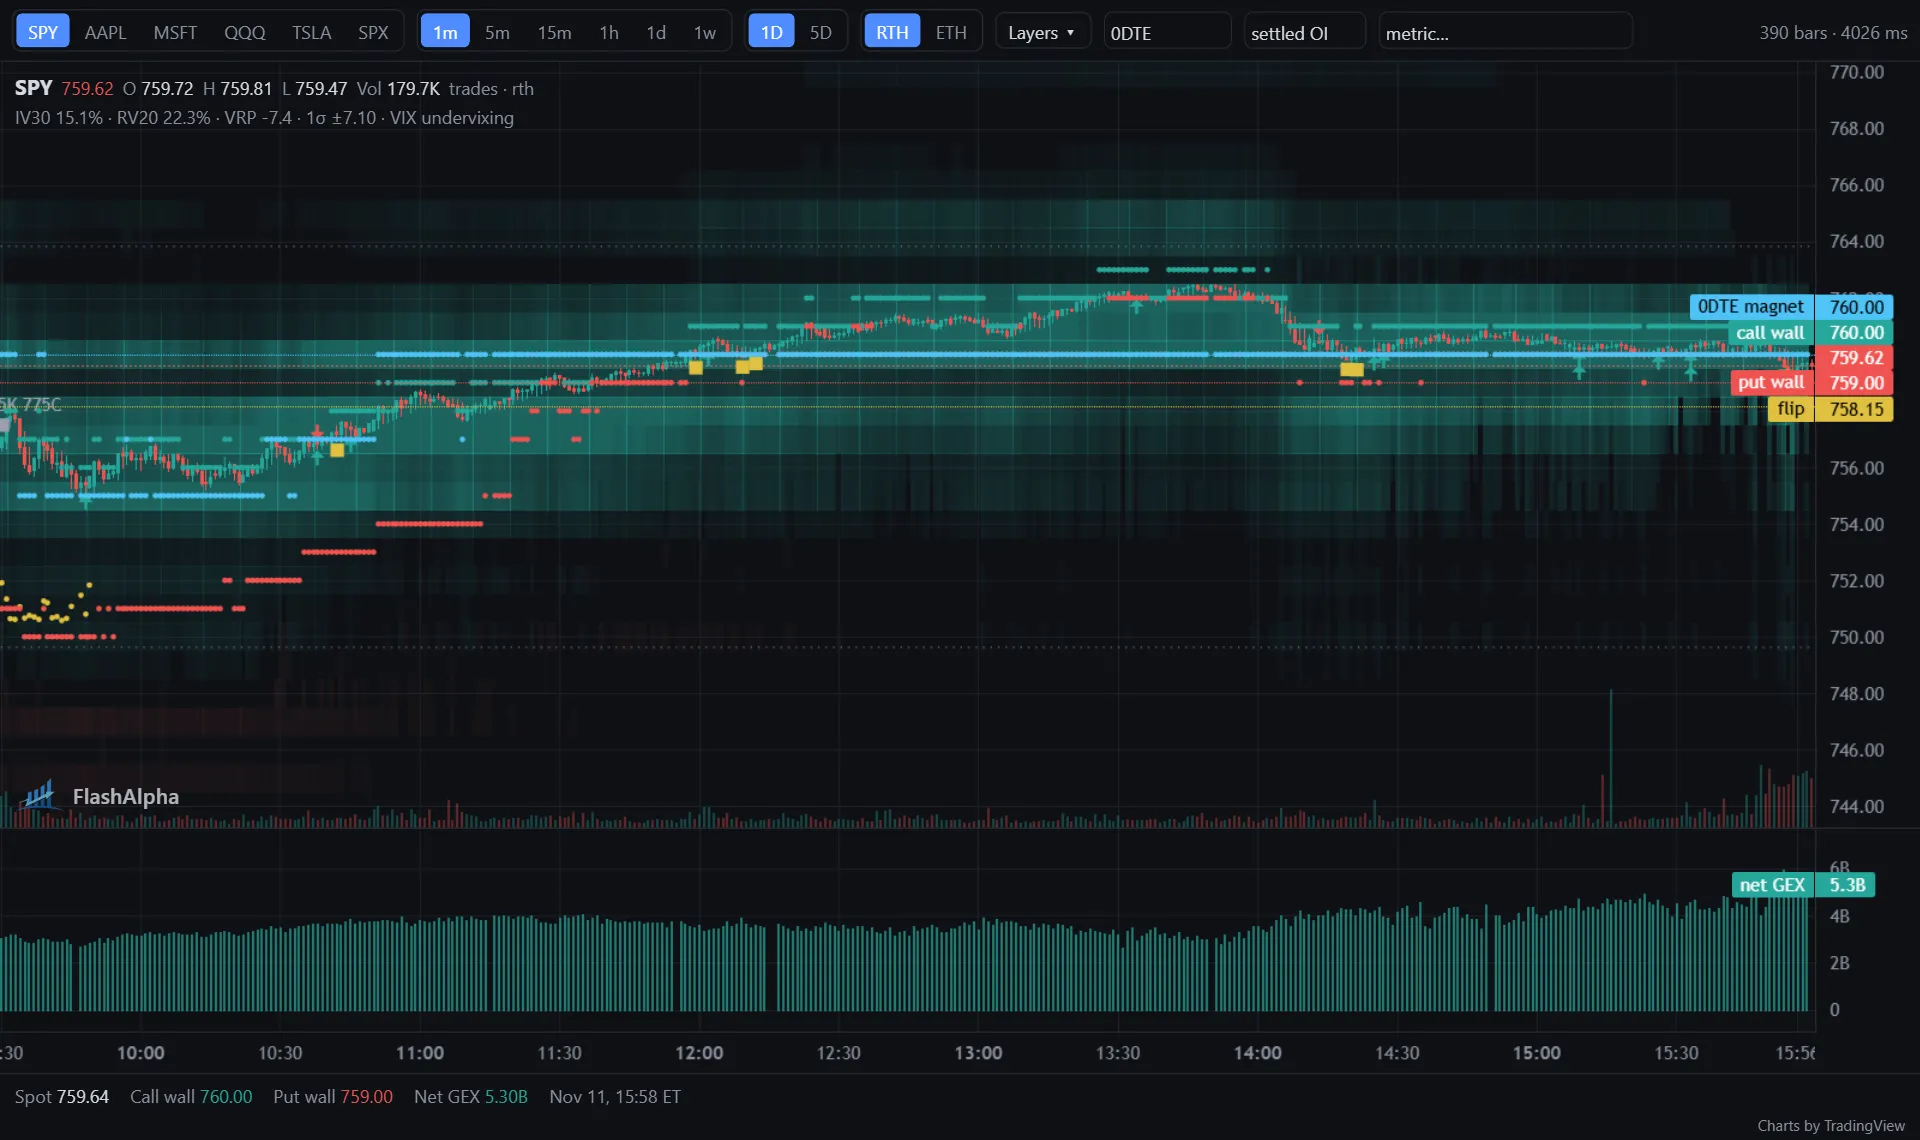 SPY AAPL MSFT QQQ TSLA SPX 1m 5m 15m 1h 1d 1w 1D 5D RTH ETH Layers ▾ 0DTE settled OI metric... 390 bars · 4026 ms
SPY 759.62 O 759.72 H 759.81 L 759.47 Vol 179.7K trades · rth
IV30 15.1% · RV20 22.3% · VRP -7.4 · 1σ ±7.10 · VIX undervixing
770.00
768.00
766.00
764.00
0DTE magnet 760.00
call wall 760.00
759.62
put wall 759.00
5K 775C
flip 758.15
756.00
754.00
752.00
750.00
748.00
746.00
FlashAlpha
744.00
6B
net GEX 5.3B
4B
2B
0
:30 10:00 10:30 11:00 11:30 12:00 12:30 13:00 13:30 14:00 14:30 15:00 15:30 15:56
Spot 759.64 Call wall 760.00 Put wall 759.00 Net GEX 5.30B Nov 11, 15:58 ET
Charts by TradingView